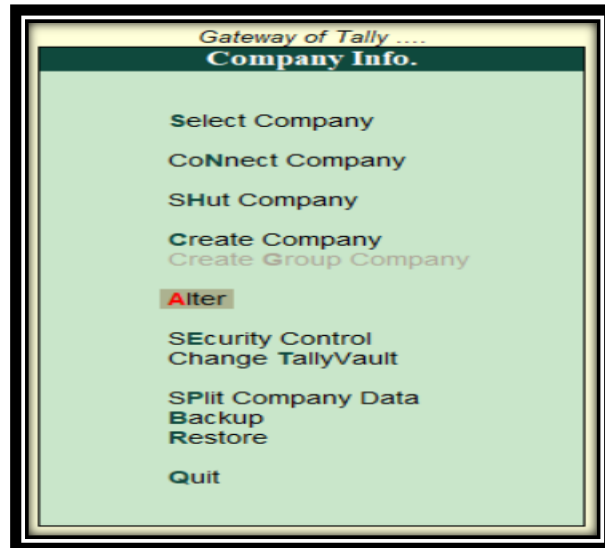 Gateway of Tally ....
Company Info.
Select Company
CoNnect Company
SHut Company
Create Company
Create Group Company
Alter
SEcurity Control
Change TallyVault
SPlit Company Data
Backup
Restore
Quit